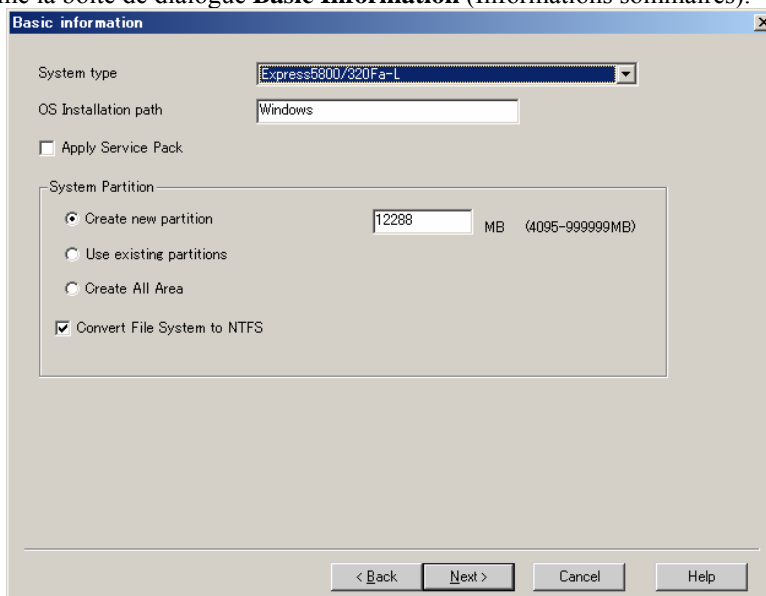 la boîte de dialogue Basic Information (Informations sommaires).
Basic information
System type
Express5800/320Fa-L
OS Installation path
Windows
Apply Service Pack
System Partition
Create new partition
12288
MB
(4095-999999MB)
Use existing partitions
Create All Area
Convert File System to NTFS
< Back
Next >
Cancel
Help